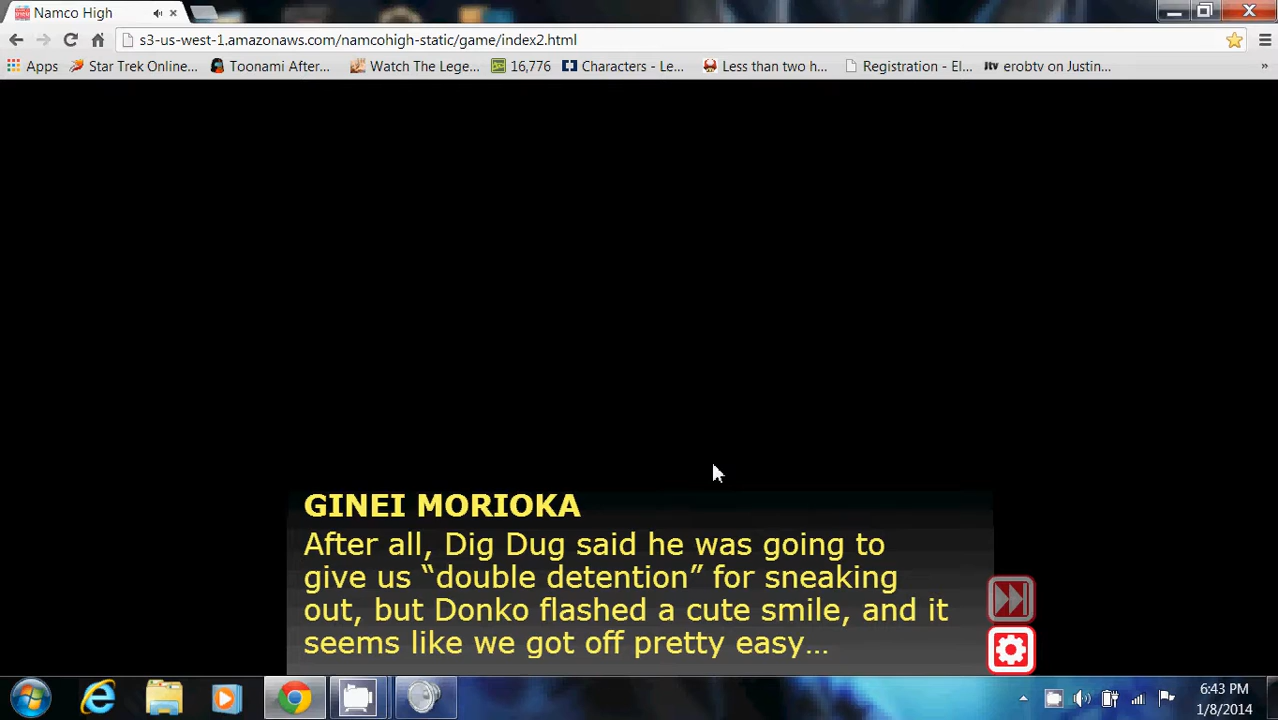 Namco High
s3-us-west-1.amazonaws.com/namcohigh-static/game/index2.html
Apps Star Trek Online... Toonami After... Watch The Lege... 16,776 Characters - Le... Less than two h... Registration - El... jtv erobtv on Justin... »
GINEI MORIOKA
After all, Dig Dug said he was going to
give us “double detention” for sneaking
out, but Donko flashed a cute smile, and it
seems like we got off pretty easy...
6:43 PM
1/8/2014